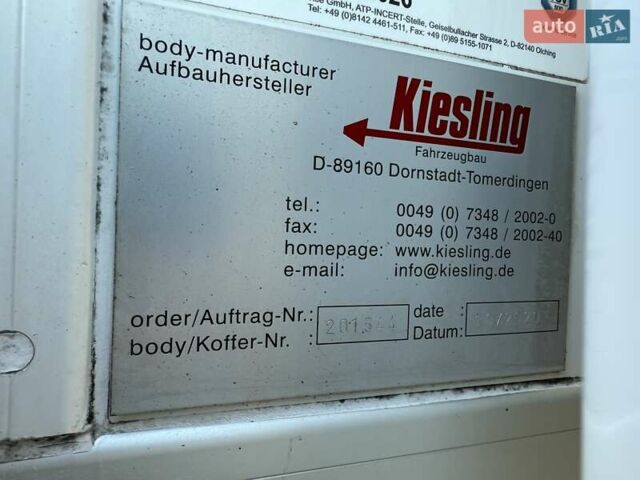 026
GmbH, ATP-INCERT-Stelle, Geiselbullacher Strasse 2, D-82140 Olching
Tel: +49 (0)8142 4461-511, Fax: +49 (0)89 5155-1071
auto RIA
.com
body-manufacturer
Aufbauhersteller
Kiesling
Fahrzeugbau
D-89160 Dornstadt-Tomerdingen
tel.: 0049 (0) 7348 / 2002-0
fax: 0049 (0) 7348 / 2002-40
homepage: www.kiesling.de
e-mail: info@kiesling.de
order/Auftrag-Nr.: 201544 date :
body/Koffer-Nr. : Datum: